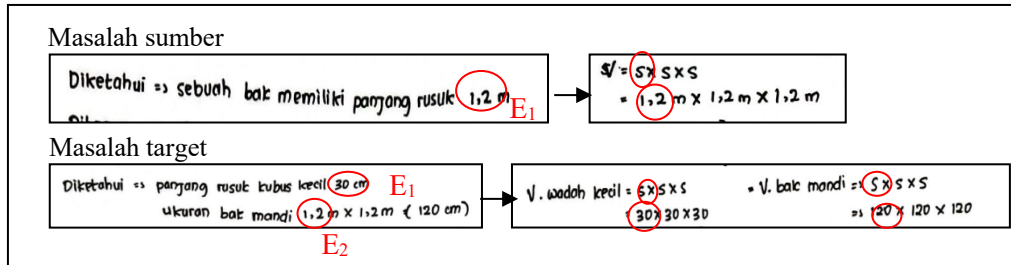 Masalah sumber
Diketahui => sebuah bak memiliki panjang rusuk 1,2 m
E1
V = s x s x s
= 1,2 m x 1,2 m x 1,2 m
Masalah target
Diketahui => panjang rusuk kubus kecil 30 cm
E1
ukuran bak mandi 1,2 m x 1,2 m ( 120 cm)
E2
V. wadah kecil = s x s x s
= 30 x 30 x 30
• V. bak mandi => s x s x s
=> 120 x 120 x 120